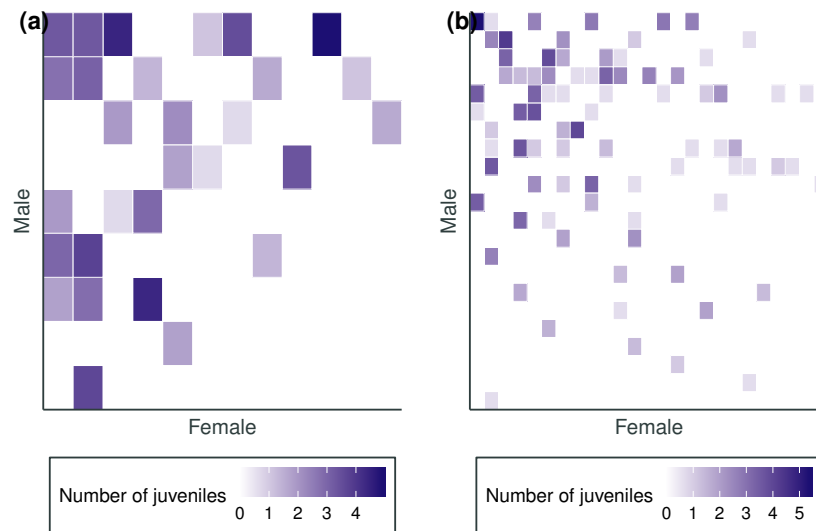 (a)
Male
Female
Number of juveniles
0 1 2 3 4
(b)
Male
Female
Number of juveniles
0 1 2 3 4 5